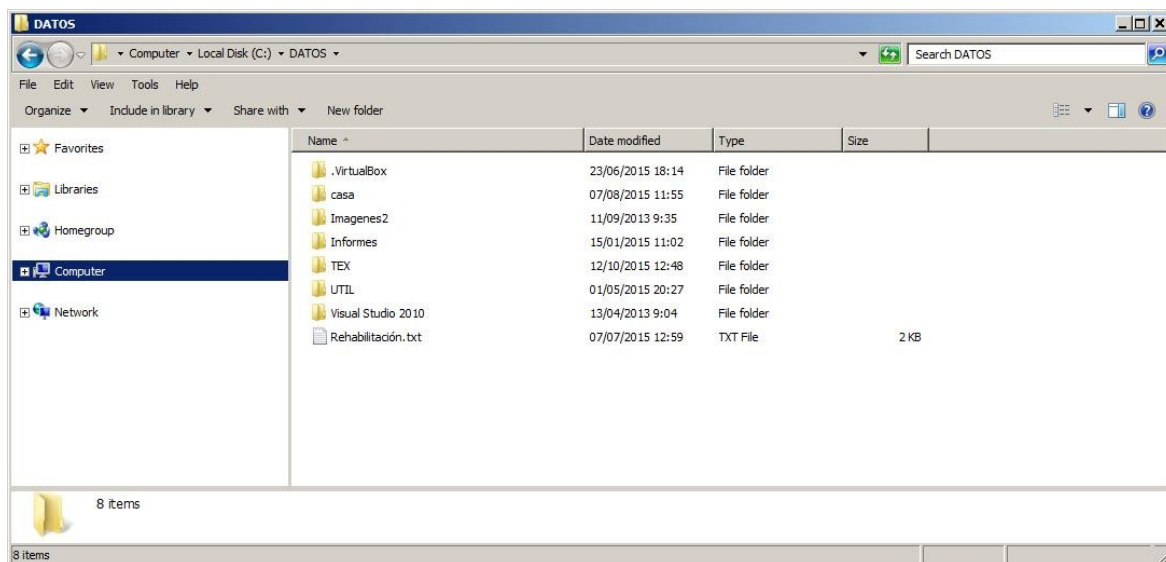 DATOS
Computer Local Disk (C:) DATOS Search DATOS
File Edit View Tools Help
Organize Include in library Share with New folder
Favorites
Libraries
Homegroup
Computer
Network
Name Date modified Type Size
.VirtualBox 23/06/2015 18:14 File folder
casa 07/08/2015 11:55 File folder
Imagenes2 11/09/2013 9:35 File folder
Informes 15/01/2015 11:02 File folder
TEX 12/10/2015 12:48 File folder
UTIL 01/05/2015 20:27 File folder
Visual Studio 2010 13/04/2013 9:04 File folder
Rehabilitación.txt 07/07/2015 12:59 TXT File 2 KB
8 items
8 items